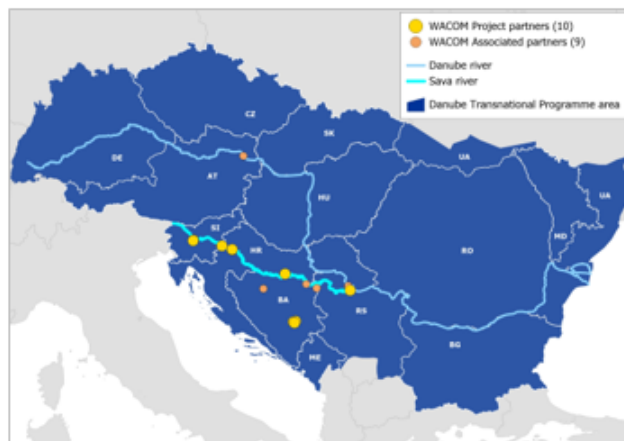 WACOM Project partners (10)
WACOM Associated partners (9)
Danube river
Sava river
Danube Transnational Programme area
CZ
SK
UA
DE
AT
HU
UA
MD
SI
HR
RO
BA
RS
ME
BG